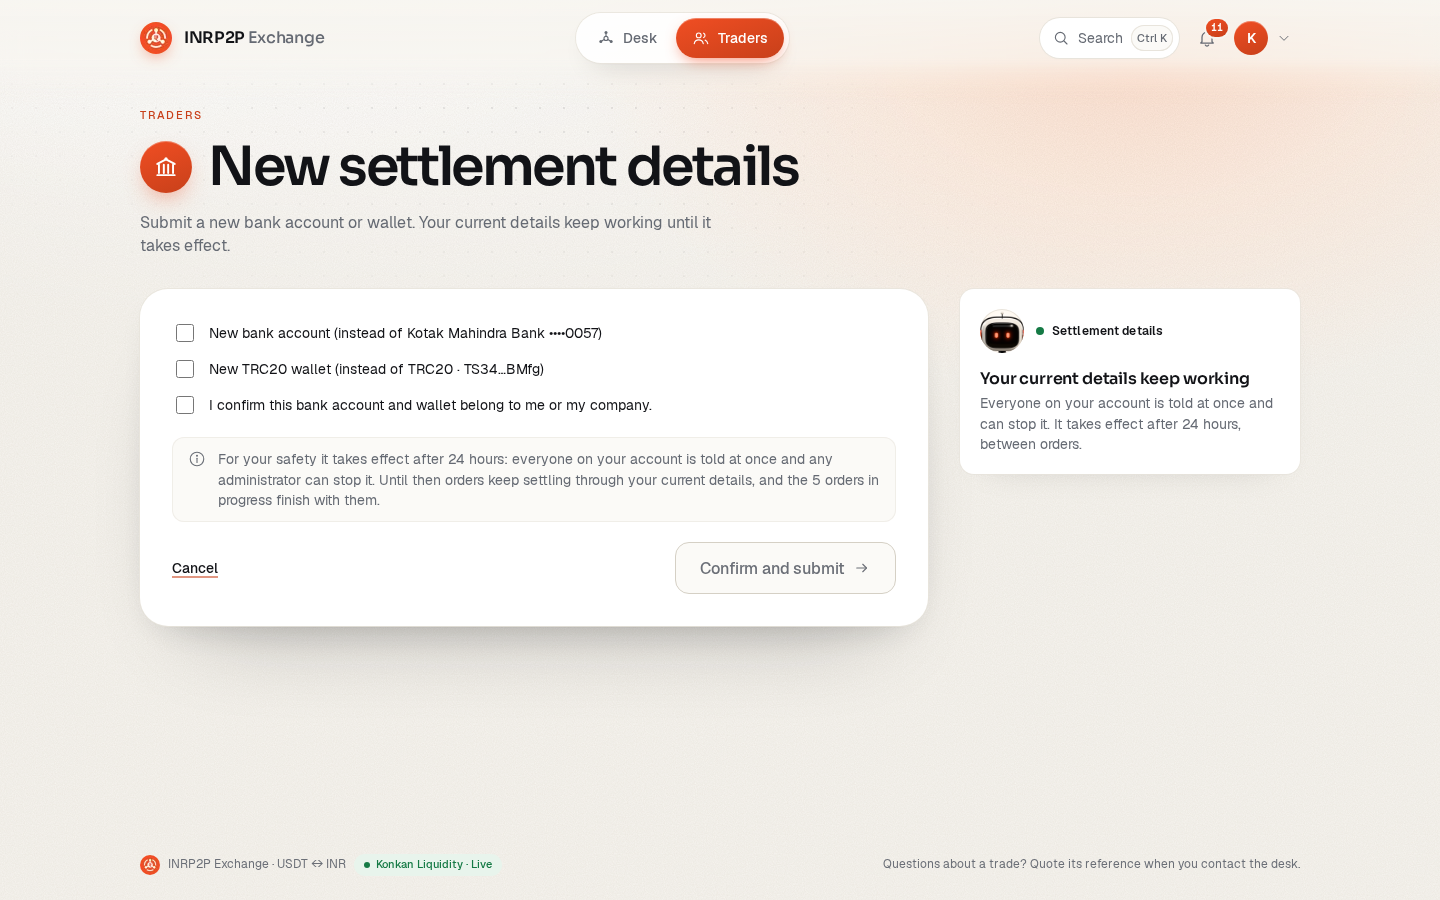 INRP2P Exchange
Desk
Traders
Search
Ctrl K
11
K
TRADERS
New settlement details
Submit a new bank account or wallet. Your current details keep working until it
takes effect.
New bank account (instead of Kotak Mahindra Bank ••••0057)
New TRC20 wallet (instead of TRC20 · TS34…BMfg)
I confirm this bank account and wallet belong to me or my company.
For your safety it takes effect after 24 hours: everyone on your account is told at once and any
administrator can stop it. Until then orders keep settling through your current details, and the 5 orders in
progress finish with them.
Cancel
Confirm and submit
Settlement details
Your current details keep working
Everyone on your account is told at once and
can stop it. It takes effect after 24 hours,
between orders.
INRP2P Exchange · USDT ↔ INR
Konkan Liquidity · Live
Questions about a trade? Quote its reference when you contact the desk.